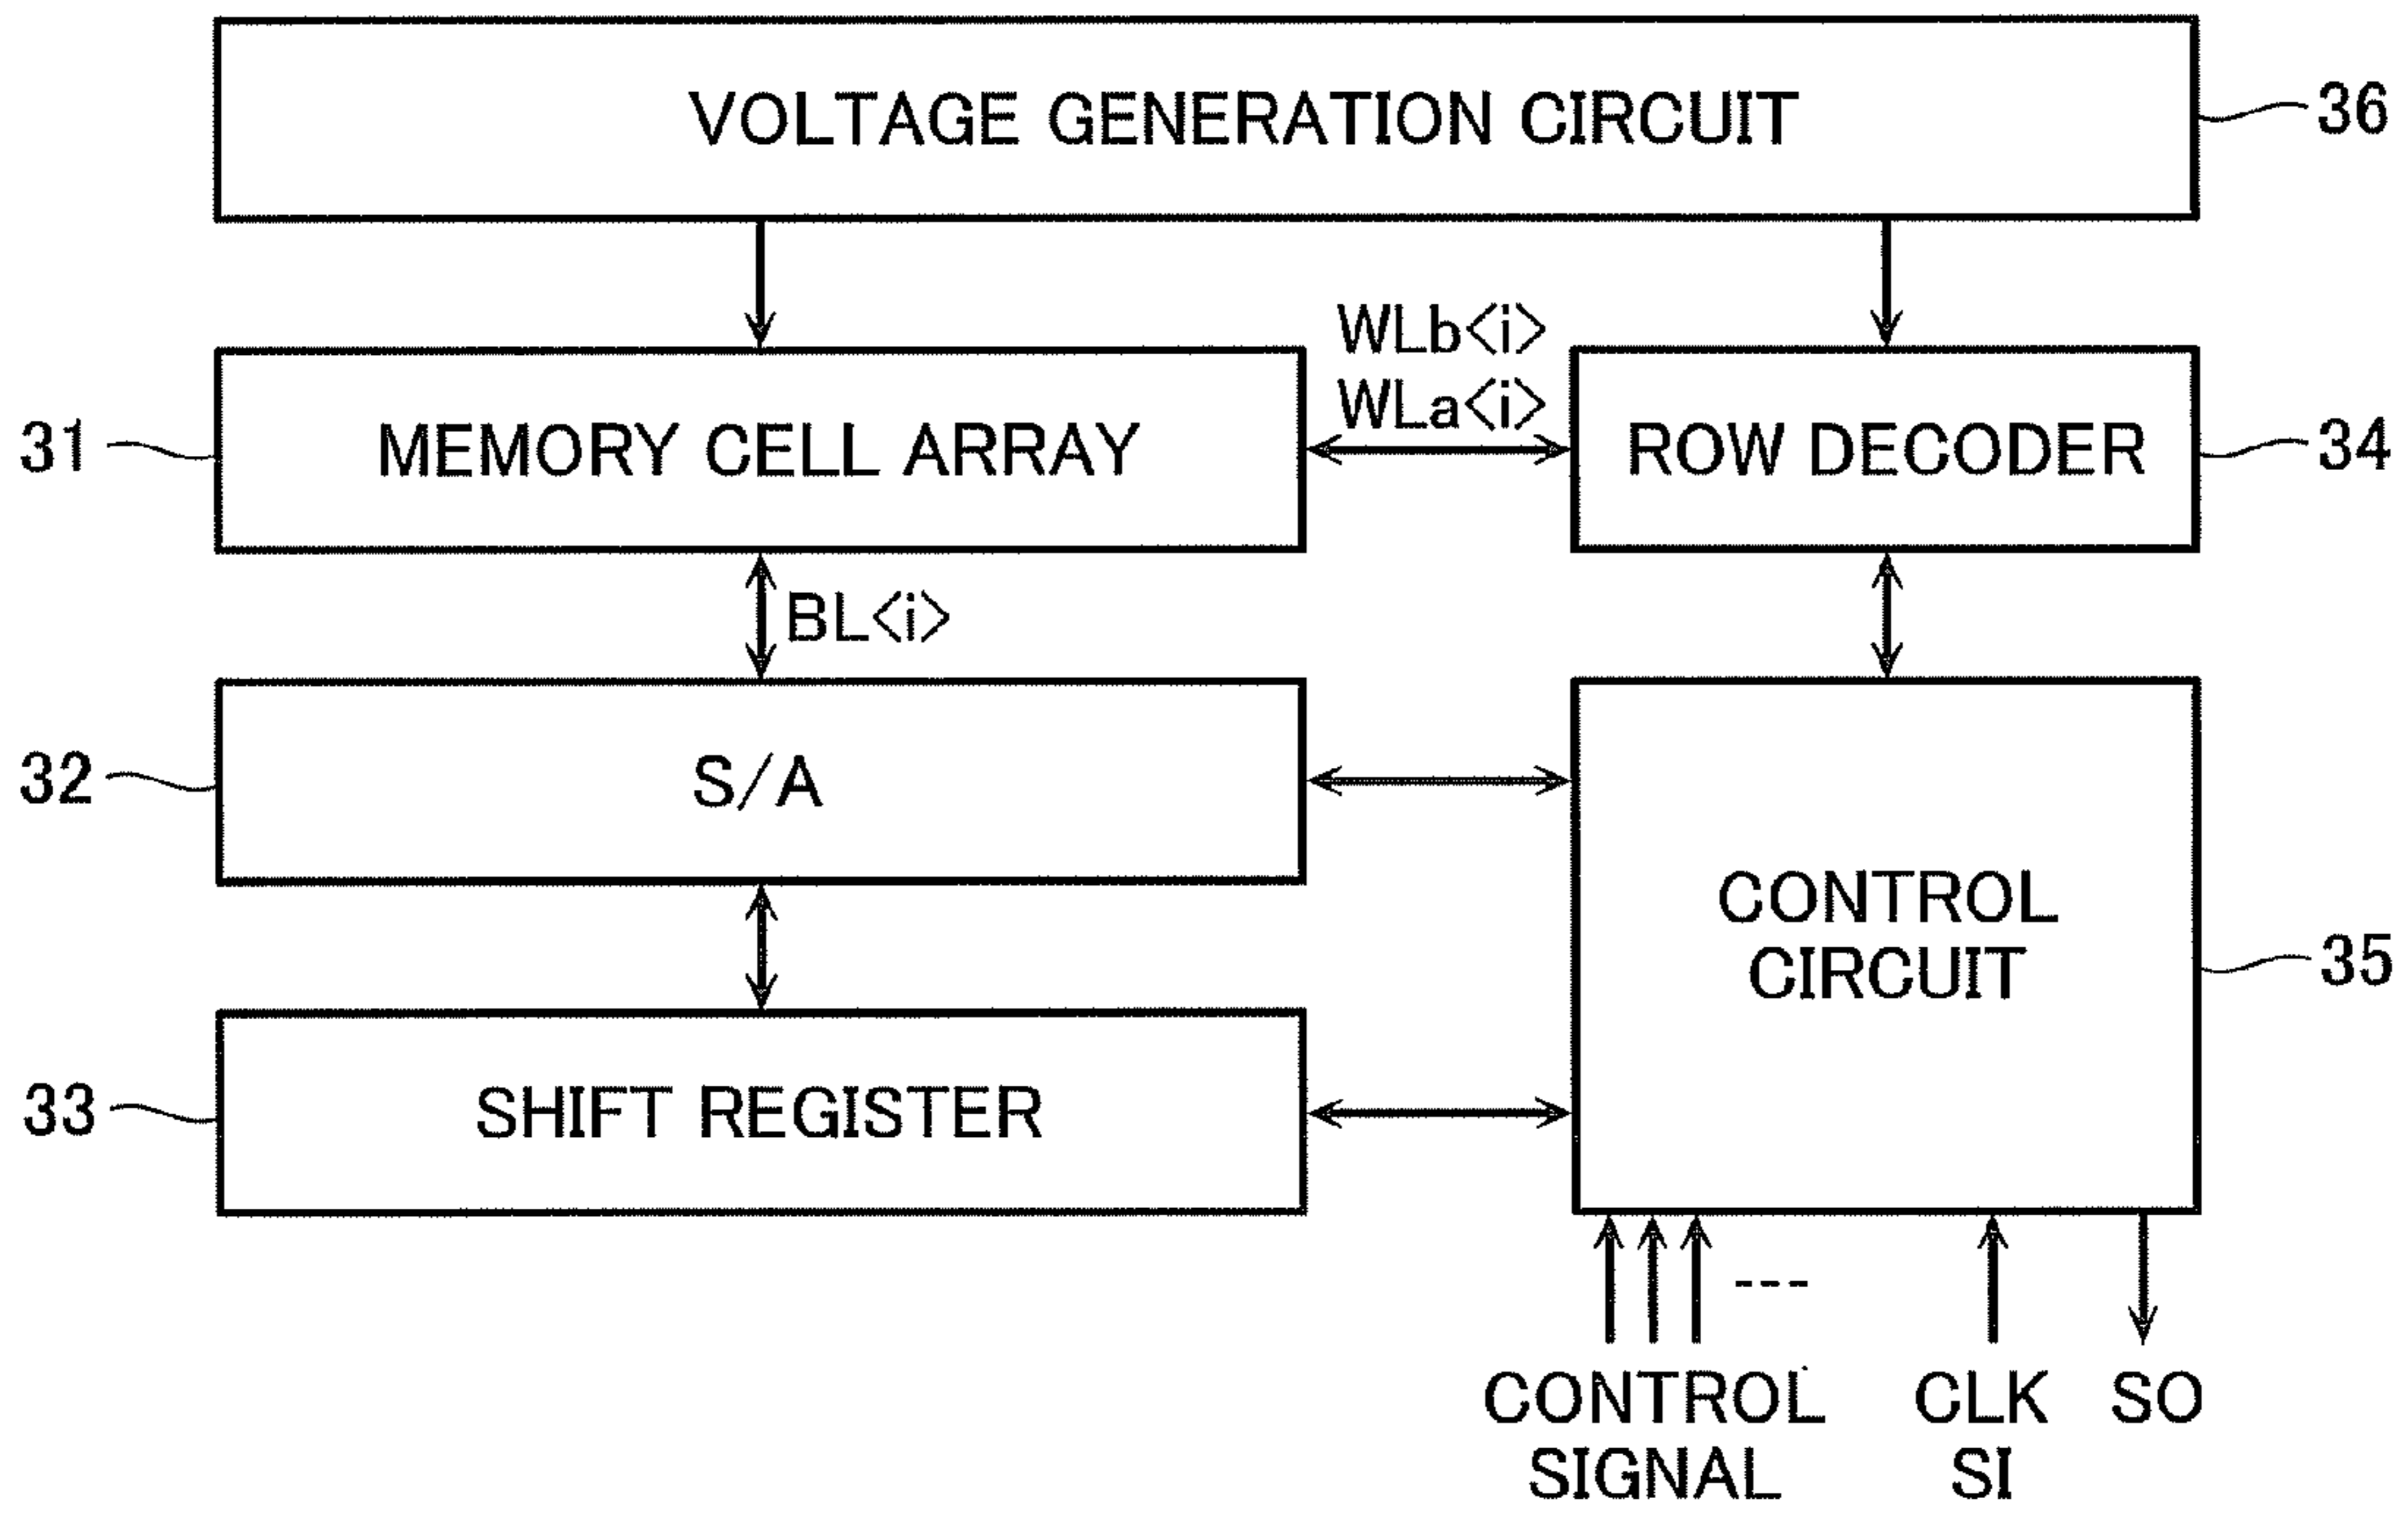 VOLTAGE GENERATION CIRCUIT
36
WLb<i>
WLa<i>
31
MEMORY CELL ARRAY
ROW DECODER
34
BL<i>
32
S/A
CONTROL
CIRCUIT
35
33
SHIFT REGISTER
---
CONTROL
SIGNAL
CLK
SI
SO